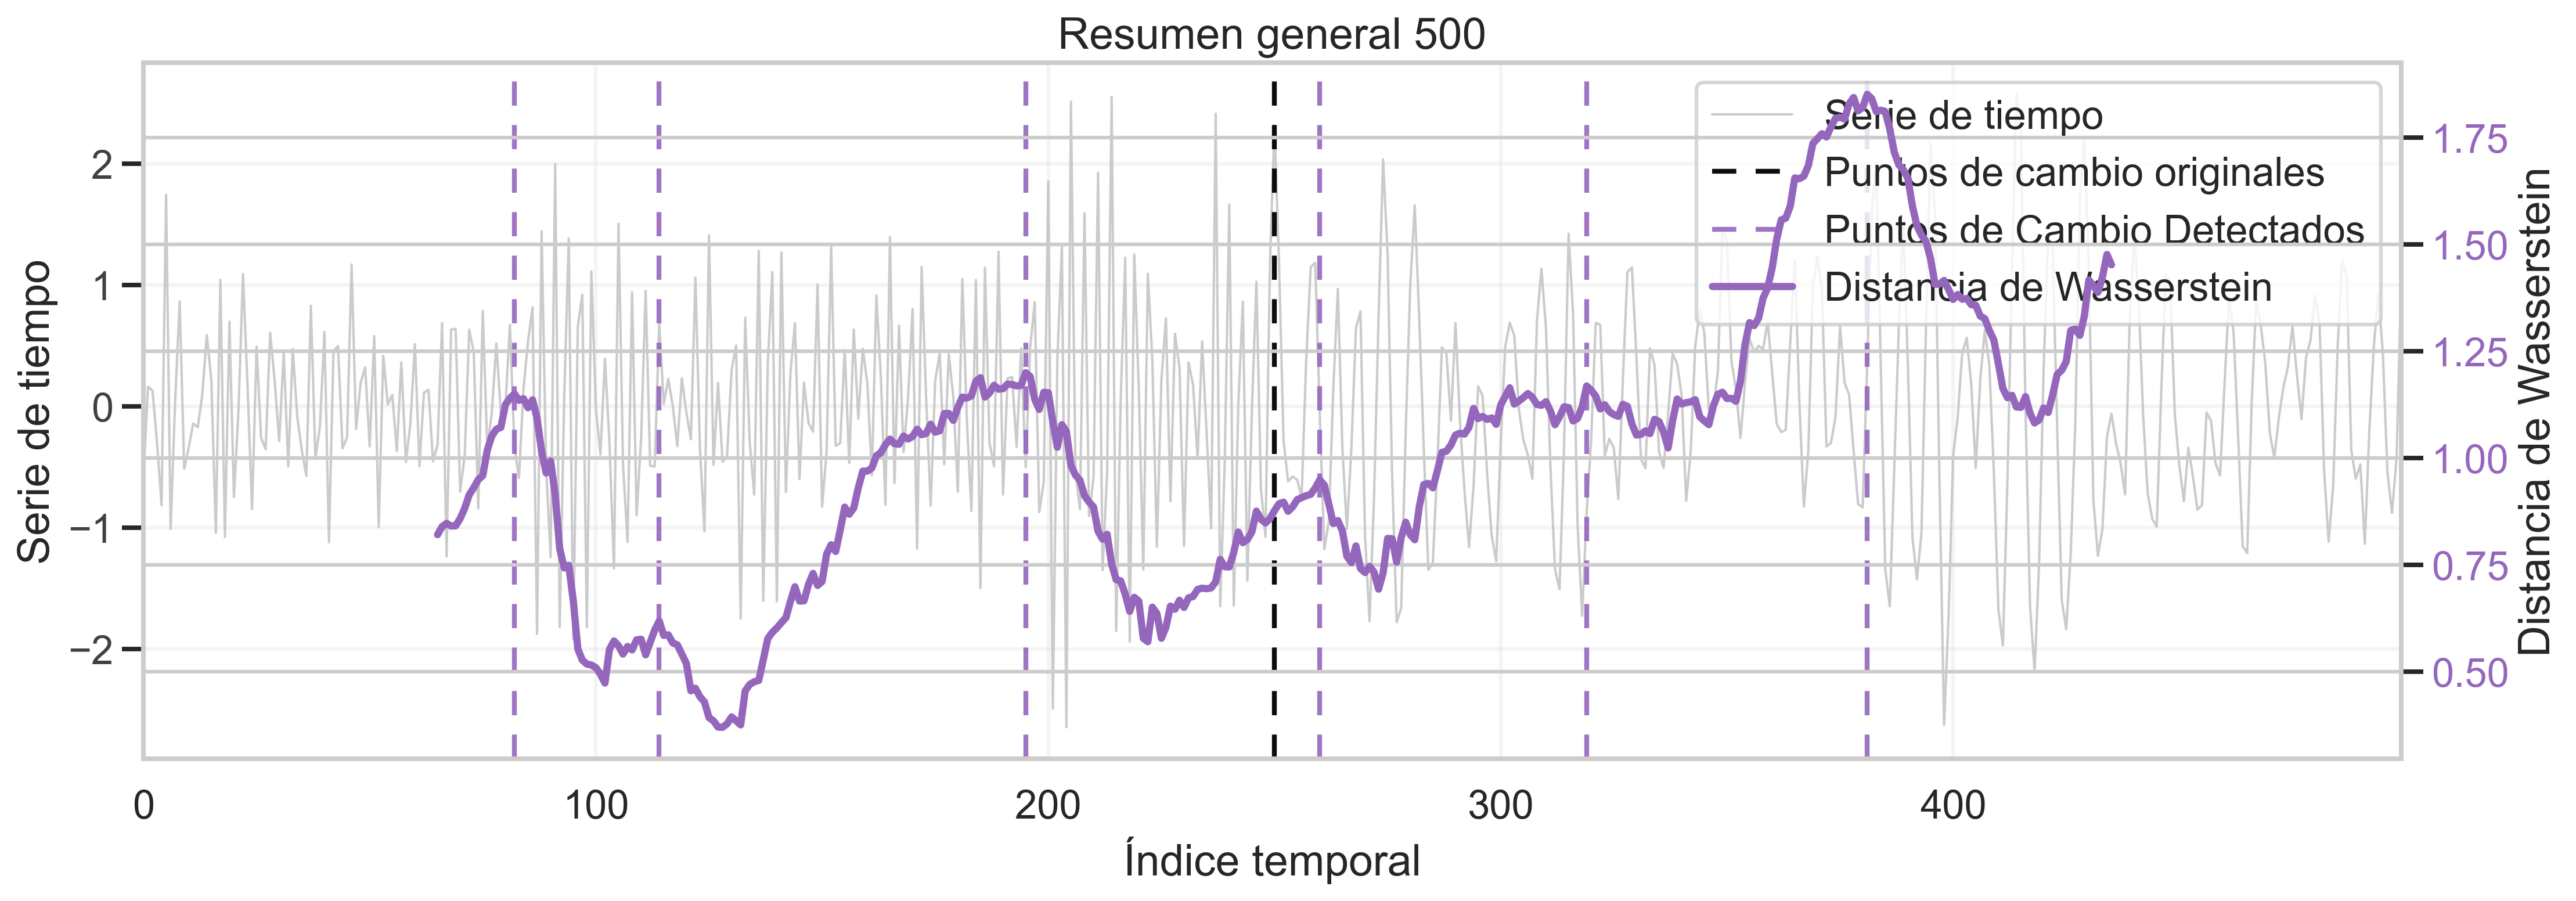 Resumen general 500
Serie de tiempo
2
1
0
−1
−2
Serie de tiempo
Puntos de cambio originales
Puntos de Cambio Detectados
Distancia de Wasserstein
1.75
1.50
1.25
1.00
0.75
0.50
Distancia de Wasserstein
0 100 200 300 400
Índice temporal